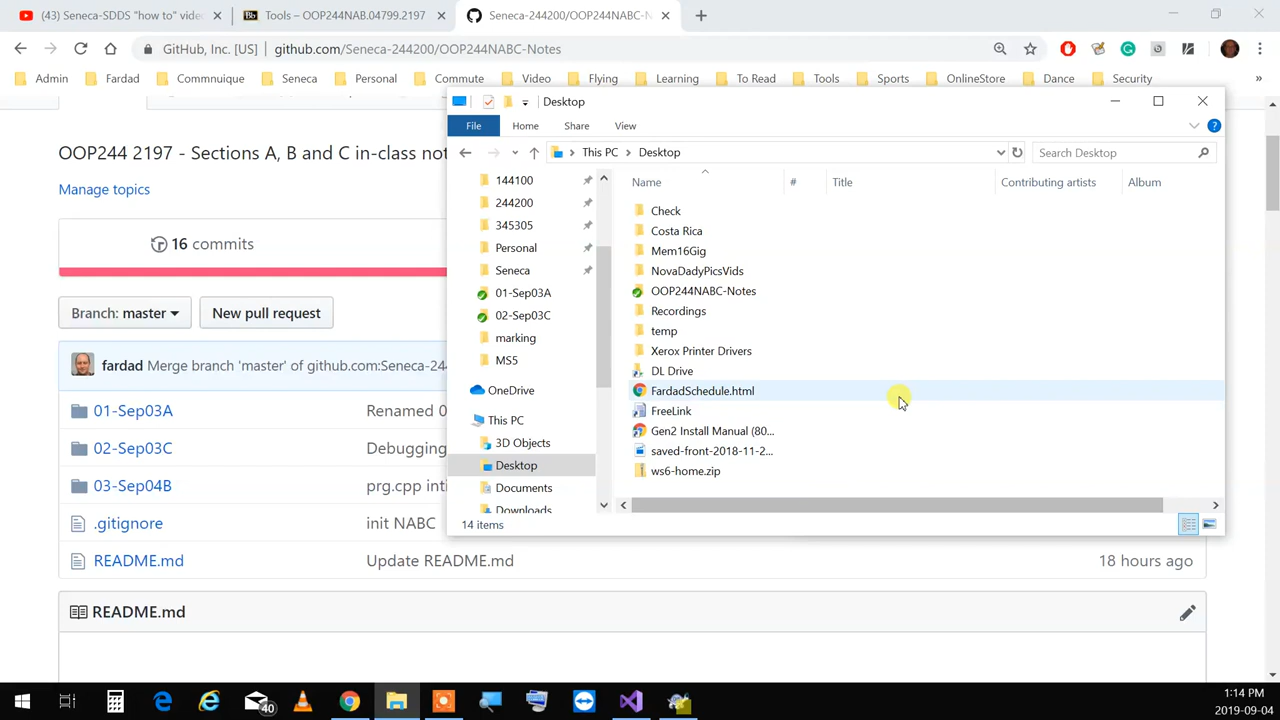 (43) Seneca-SDDS "how to" vide
Tools – OOP244NAB.04799.2197
Seneca-244200/OOP244NABC-N
GitHub, Inc. [US]
github.com/Seneca-244200/OOP244NABC-Notes
Admin
Fardad
Commnuique
Seneca
Personal
Commute
Video
Flying
Learning
To Read
Tools
Sports
OnlineStore
Dance
Security
»
OOP244 2197 - Sections A, B and C in-class not
Manage topics
16 commits
Branch: master
New pull request
fardad Merge branch 'master' of github.com:Seneca-24
01-Sep03A
Renamed 0
02-Sep03C
Debugging
03-Sep04B
prg.cpp inti
.gitignore
init NABC
README.md
Update README.md
18 hours ago
README.md
Desktop
File
Home
Share
View
This PC
Desktop
Search Desktop
144100
244200
345305
Personal
Seneca
01-Sep03A
02-Sep03C
marking
MS5
OneDrive
This PC
3D Objects
Desktop
Documents
Downloads
Name
#
Title
Contributing artists
Album
Check
Costa Rica
Mem16Gig
NovaDadyPicsVids
OOP244NABC-Notes
Recordings
temp
Xerox Printer Drivers
DL Drive
FardadSchedule.html
FreeLink
Gen2 Install Manual (80...
saved-front-2018-11-2...
ws6-home.zip
14 items
40
1:14 PM
2019-09-04